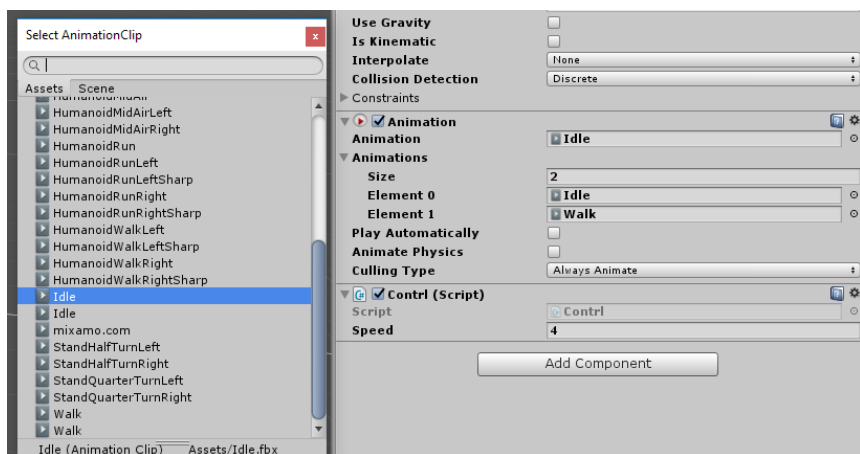 Select AnimationClip
x
Assets Scene
HumanoidMidAir
HumanoidMidAirLeft
HumanoidMidAirRight
HumanoidRun
HumanoidRunLeft
HumanoidRunLeftSharp
HumanoidRunRight
HumanoidRunRightSharp
HumanoidWalkLeft
HumanoidWalkLeftSharp
HumanoidWalkRight
HumanoidWalkRightSharp
Idle
Idle
mixamo.com
StandHalfTurnLeft
StandHalfTurnRight
StandQuarterTurnLeft
StandQuarterTurnRight
Walk
Walk
Idle (Animation Clip) Assets/Idle.fbx
Use Gravity
Is Kinematic
Interpolate None
Collision Detection Discrete
Constraints
Animation
Animation Idle
Animations
Size 2
Element 0 Idle
Element 1 Walk
Play Automatically
Animate Physics
Culling Type Always Animate
Contrl (Script)
Script Contrl
Speed 4
Add Component